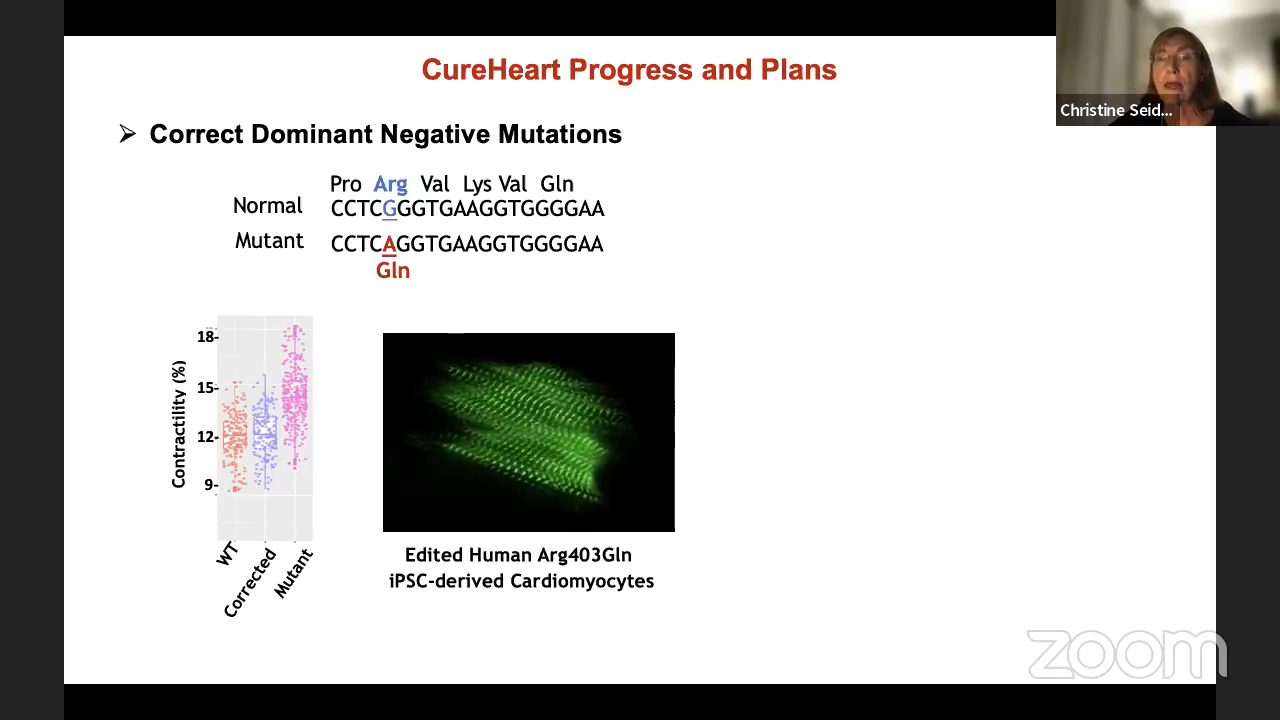 CureHeart Progress and Plans
Christine Seid...
➤ Correct Dominant Negative Mutations
Pro Arg Val Lys Val Gln
Normal CCTCGGGTGAAGGTGGGGAA
Mutant CCTCAGGTGAAGGTGGGGAA
Gln
Contractility (%)
18-
15-
12-
9-
WT
Corrected
Mutant
Edited Human Arg403Gln
iPSC-derived Cardiomyocytes
zoom